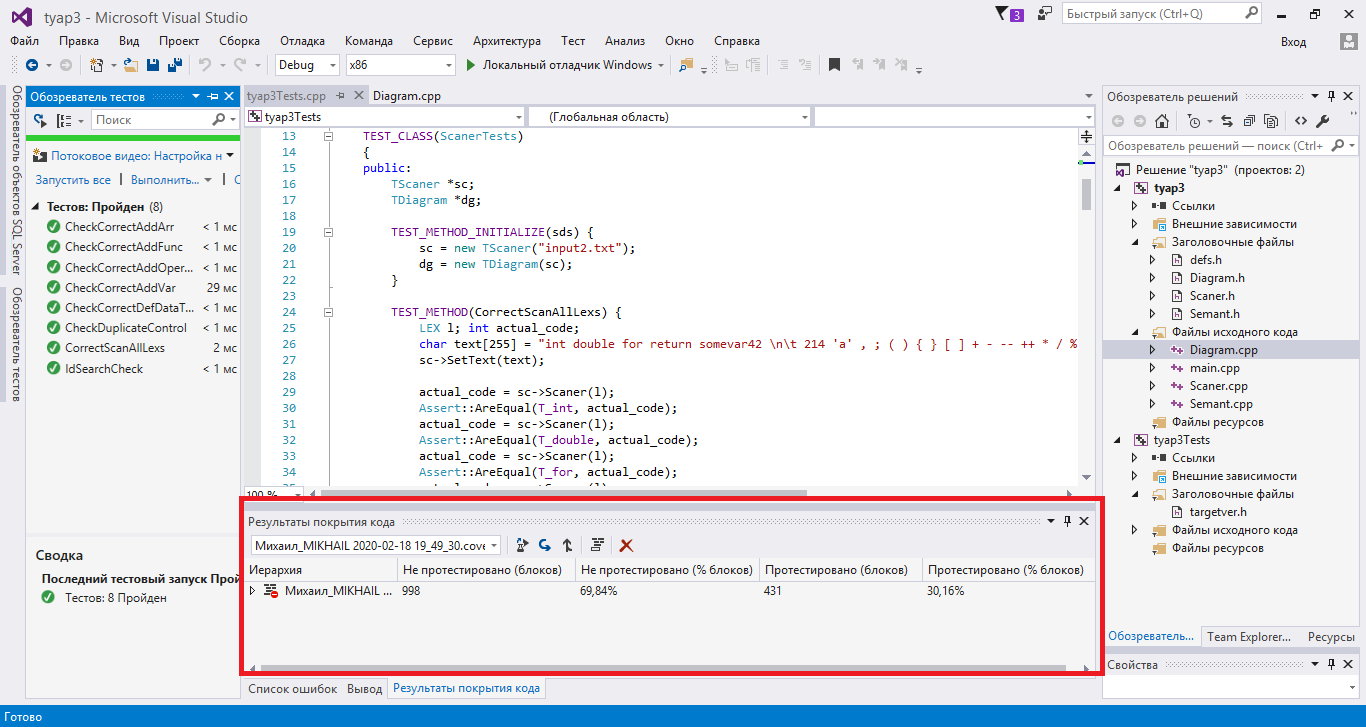 tyap3 - Microsoft Visual Studio
3
Быстрый запуск (Ctrl+Q)
Файл Правка Вид Проект Сборка Отладка Команда Сервис Архитектура Тест Анализ Окно Справка
Вход
Debug x86 Локальный отладчик Windows
Обозреватель объектов SQL Server
Обозреватель тестов
Обозреватель тестов
Поиск
Потоковое видео: Настройка н
Запустить все | Выполнить... | С
Тестов: Пройден (8)
CheckCorrectAddArr < 1 мс
CheckCorrectAddFunc < 1 мс
CheckCorrectAddOper... < 1 мс
CheckCorrectAddVar 29 мс
CheckCorrectDefDataT... < 1 мс
CheckDuplicateControl < 1 мс
CorrectScanAllLexs 2 мс
IdSearchCheck < 1 мс
Сводка
Последний тестовый запуск Прой
Тестов: 8 Пройден
tyap3Tests.cpp Diagram.cpp
tyap3Tests (Глобальная область)
13 TEST_CLASS(ScanerTests)
14 {
15 public:
16 TScaner *sc;
17 TDiagram *dg;
18
19 TEST_METHOD_INITIALIZE(sds) {
20 sc = new TScaner("input2.txt");
21 dg = new TDiagram(sc);
22 }
23
24 TEST_METHOD(CorrectScanAllLexs) {
25 LEX l; int actual_code;
26 char text[255] = "int double for return somevar42 \n\t 214 'a' , ; ( ) { } [ ] + - -- ++ * / %
27 sc->SetText(text);
28
29 actual_code = sc->Scaner(l);
30 Assert::AreEqual(T_int, actual_code);
31 actual_code = sc->Scaner(l);
32 Assert::AreEqual(T_double, actual_code);
33 actual_code = sc->Scaner(l);
34 Assert::AreEqual(T_for, actual_code);
100 %
Результаты покрытия кода
Михаил_MIKHAIL 2020-02-18 19_49_30.cove
Иерархия Не протестировано (блоков) Не протестировано (% блоков) Протестировано (блоков) Протестировано (% блоков)
Михаил_MIKHAIL ... 998 69,84% 431 30,16%
Список ошибок Вывод Результаты покрытия кода
Обозреватель решений
Обозреватель решений — поиск (Ctrl+
Решение "tyap3" (проектов: 2)
tyap3
Ссылки
Внешние зависимости
Заголовочные файлы
defs.h
Diagram.h
Scaner.h
Semant.h
Файлы исходного кода
Diagram.cpp
main.cpp
Scaner.cpp
Semant.cpp
Файлы ресурсов
tyap3Tests
Ссылки
Внешние зависимости
Заголовочные файлы
targetver.h
Файлы исходного кода
Файлы ресурсов
Обозреватель... Team Explorer... Ресурсы
Свойства
Готово